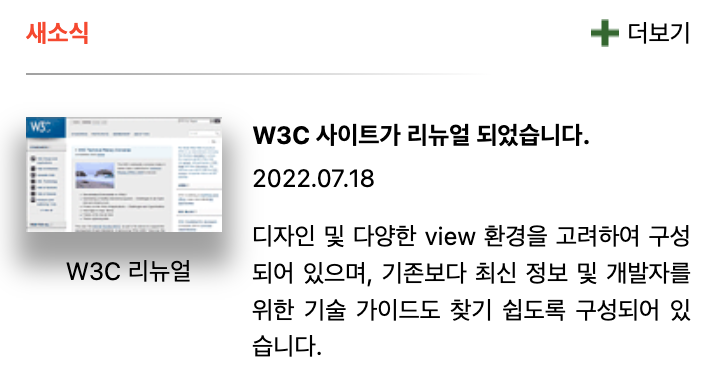 새소식
더보기
W3C
W3C 리뉴얼
W3C 사이트가 리뉴얼 되었습니다.
2022.07.18
디자인 및 다양한 view 환경을 고려하여 구성
되어 있으며, 기존보다 최신 정보 및 개발자를
위한 기술 가이드도 찾기 쉽도록 구성되어 있
습니다.